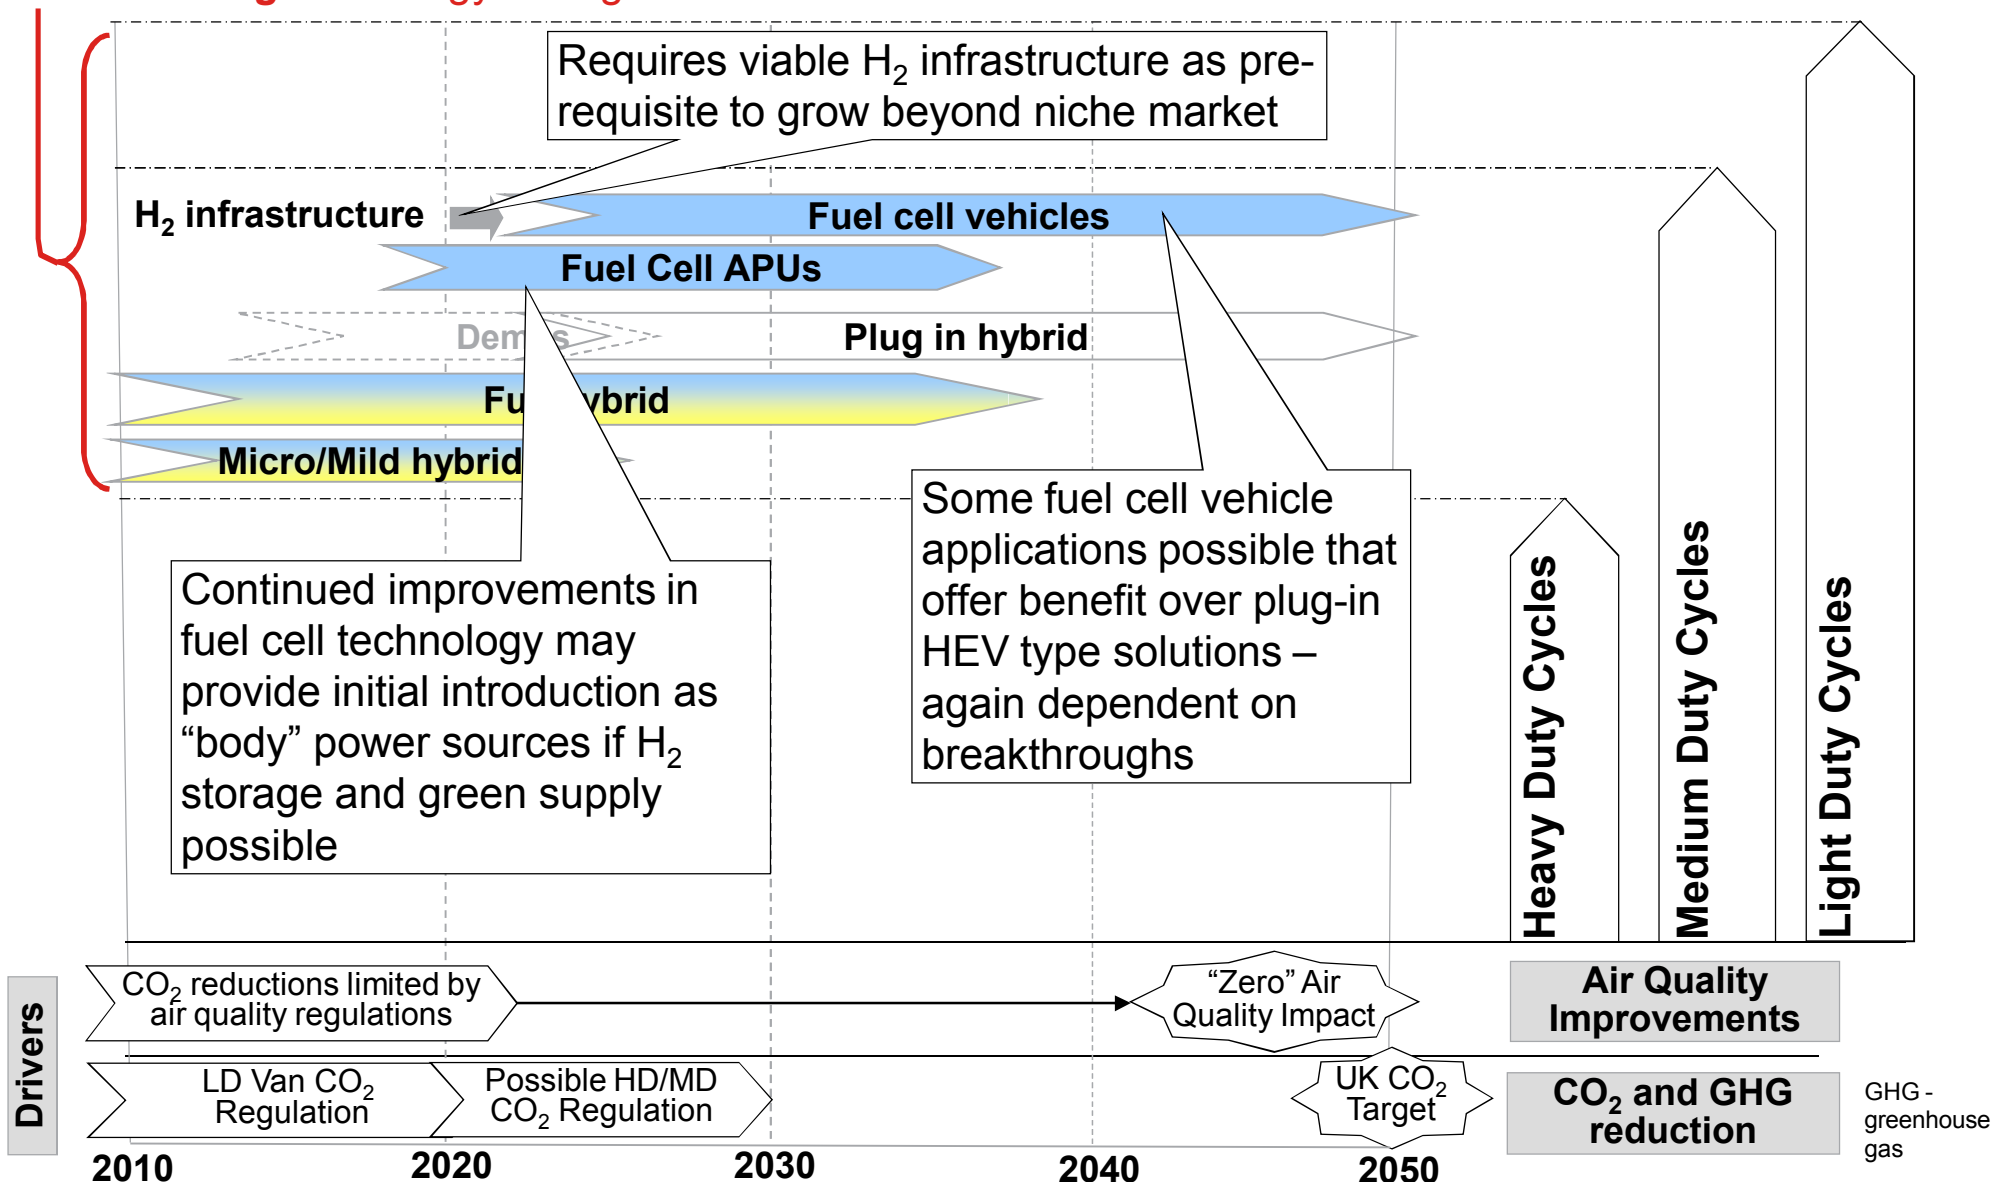 Requires viable H₂ infrastructure as pre-
requisite to grow beyond niche market
H₂ infrastructure
Fuel cell vehicles
Fuel Cell APUs
Plug in hybrid
Micro/Mild hybrid
Continued improvements in
fuel cell technology may
provide initial introduction as
“body” power sources if H₂
storage and green supply
possible
Some fuel cell vehicle
applications possible that
offer benefit over plug-in
HEV type solutions –
again dependent on
breakthroughs
Heavy Duty Cycles
Medium Duty Cycles
Light Duty Cycles
Drivers
CO₂ reductions limited by
air quality regulations
“Zero” Air
Quality Impact
Air Quality
Improvements
LD Van CO₂
Regulation
Possible HD/MD
CO₂ Regulation
UK CO₂
Target
CO₂ and GHG
reduction
GHG -
greenhouse
gas
2010
2020
2030
2040
2050